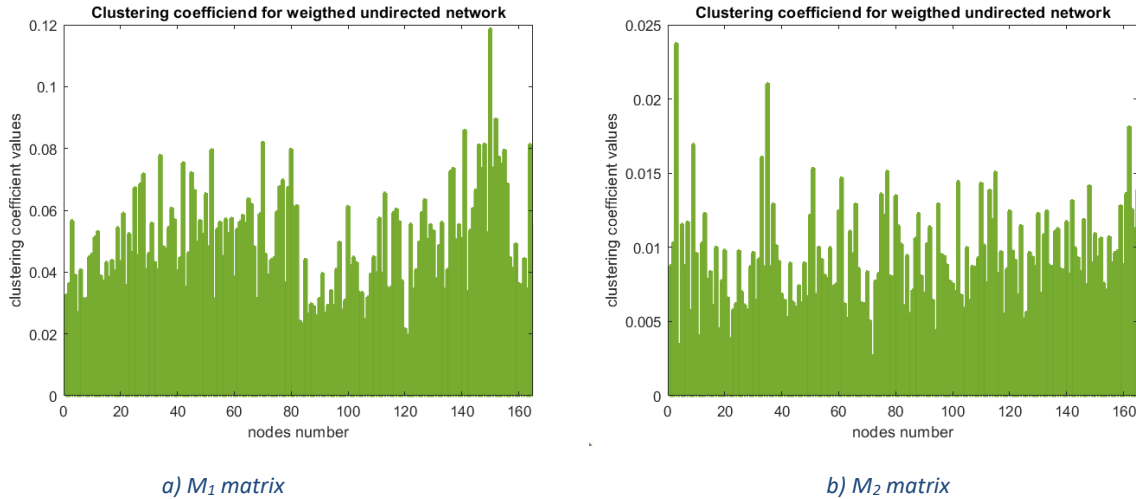 Clustering coefficiend for weigthed undirected network
0.12
0.1
0.08
0.06
0.04
0.02
0
clustering coefficient values
0 20 40 60 80 100 120 140 160
nodes number
a) M₁ matrix
Clustering coefficiend for weigthed undirected network
0.025
0.02
0.015
0.01
0.005
0
clustering coefficient values
0 20 40 60 80 100 120 140 160
nodes number
b) M₂ matrix